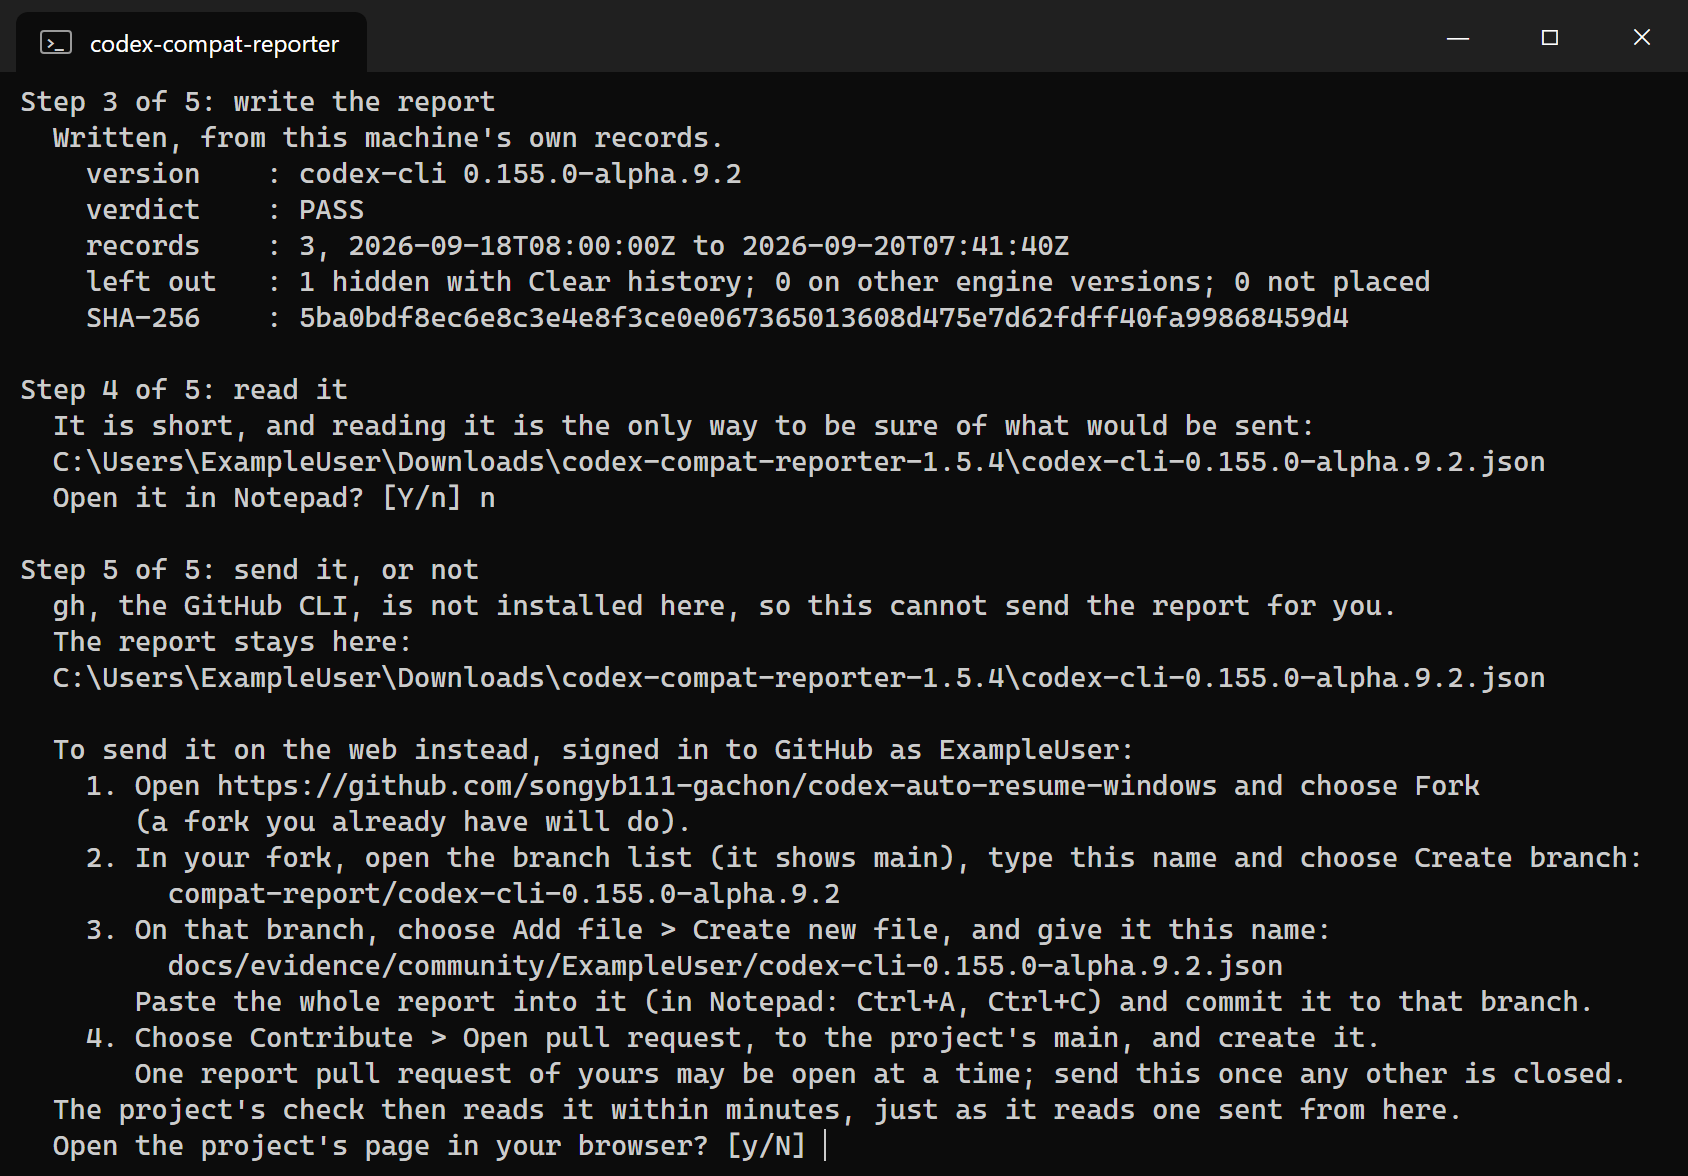 codex-compat-reporter
Step 3 of 5: write the report
Written, from this machine's own records.
version : codex-cli 0.155.0-alpha.9.2
verdict : PASS
records : 3, 2026-09-18T08:00:00Z to 2026-09-20T07:41:40Z
left out : 1 hidden with Clear history; 0 on other engine versions; 0 not placed
SHA-256 : 5ba0bdf8ec6e8c3e4e8f3ce0e067365013608d475e7d62fdff40fa99868459d4
Step 4 of 5: read it
It is short, and reading it is the only way to be sure of what would be sent:
C:\Users\ExampleUser\Downloads\codex-compat-reporter-1.5.4\codex-cli-0.155.0-alpha.9.2.json
Open it in Notepad? [Y/n] n
Step 5 of 5: send it, or not
gh, the GitHub CLI, is not installed here, so this cannot send the report for you.
The report stays here:
C:\Users\ExampleUser\Downloads\codex-compat-reporter-1.5.4\codex-cli-0.155.0-alpha.9.2.json
To send it on the web instead, signed in to GitHub as ExampleUser:
1. Open https://github.com/songyb111-gachon/codex-auto-resume-windows and choose Fork
(a fork you already have will do).
2. In your fork, open the branch list (it shows main), type this name and choose Create branch:
compat-report/codex-cli-0.155.0-alpha.9.2
3. On that branch, choose Add file > Create new file, and give it this name:
docs/evidence/community/ExampleUser/codex-cli-0.155.0-alpha.9.2.json
Paste the whole report into it (in Notepad: Ctrl+A, Ctrl+C) and commit it to that branch.
4. Choose Contribute > Open pull request, to the project's main, and create it.
One report pull request of yours may be open at a time; send this once any other is closed.
The project's check then reads it within minutes, just as it reads one sent from here.
Open the project's page in your browser? [y/N]